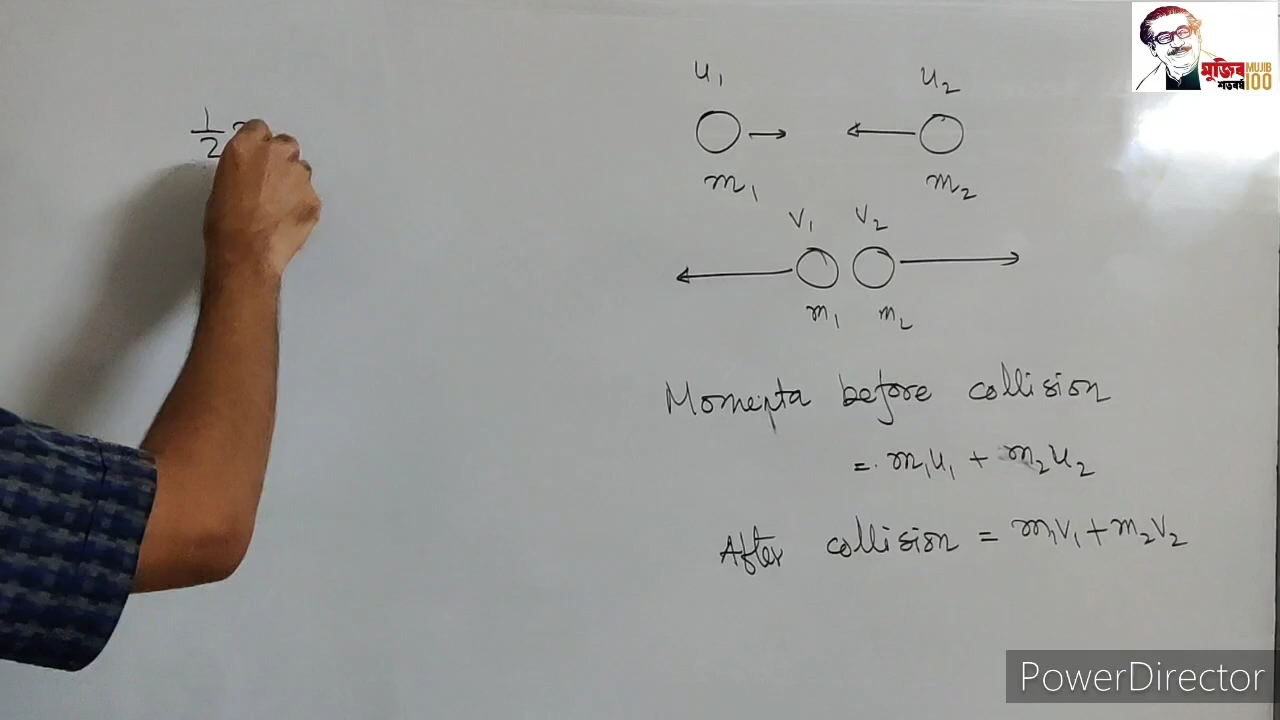 মুজিব MUJIB
শতবর্ষ 100
1/2
u₁ u₂
m₁ m₂
v₁ v₂
m₁ m₂
Momenta before collision
= m₁u₁ + m₂u₂
After collision = m₁v₁ + m₂v₂
PowerDirector